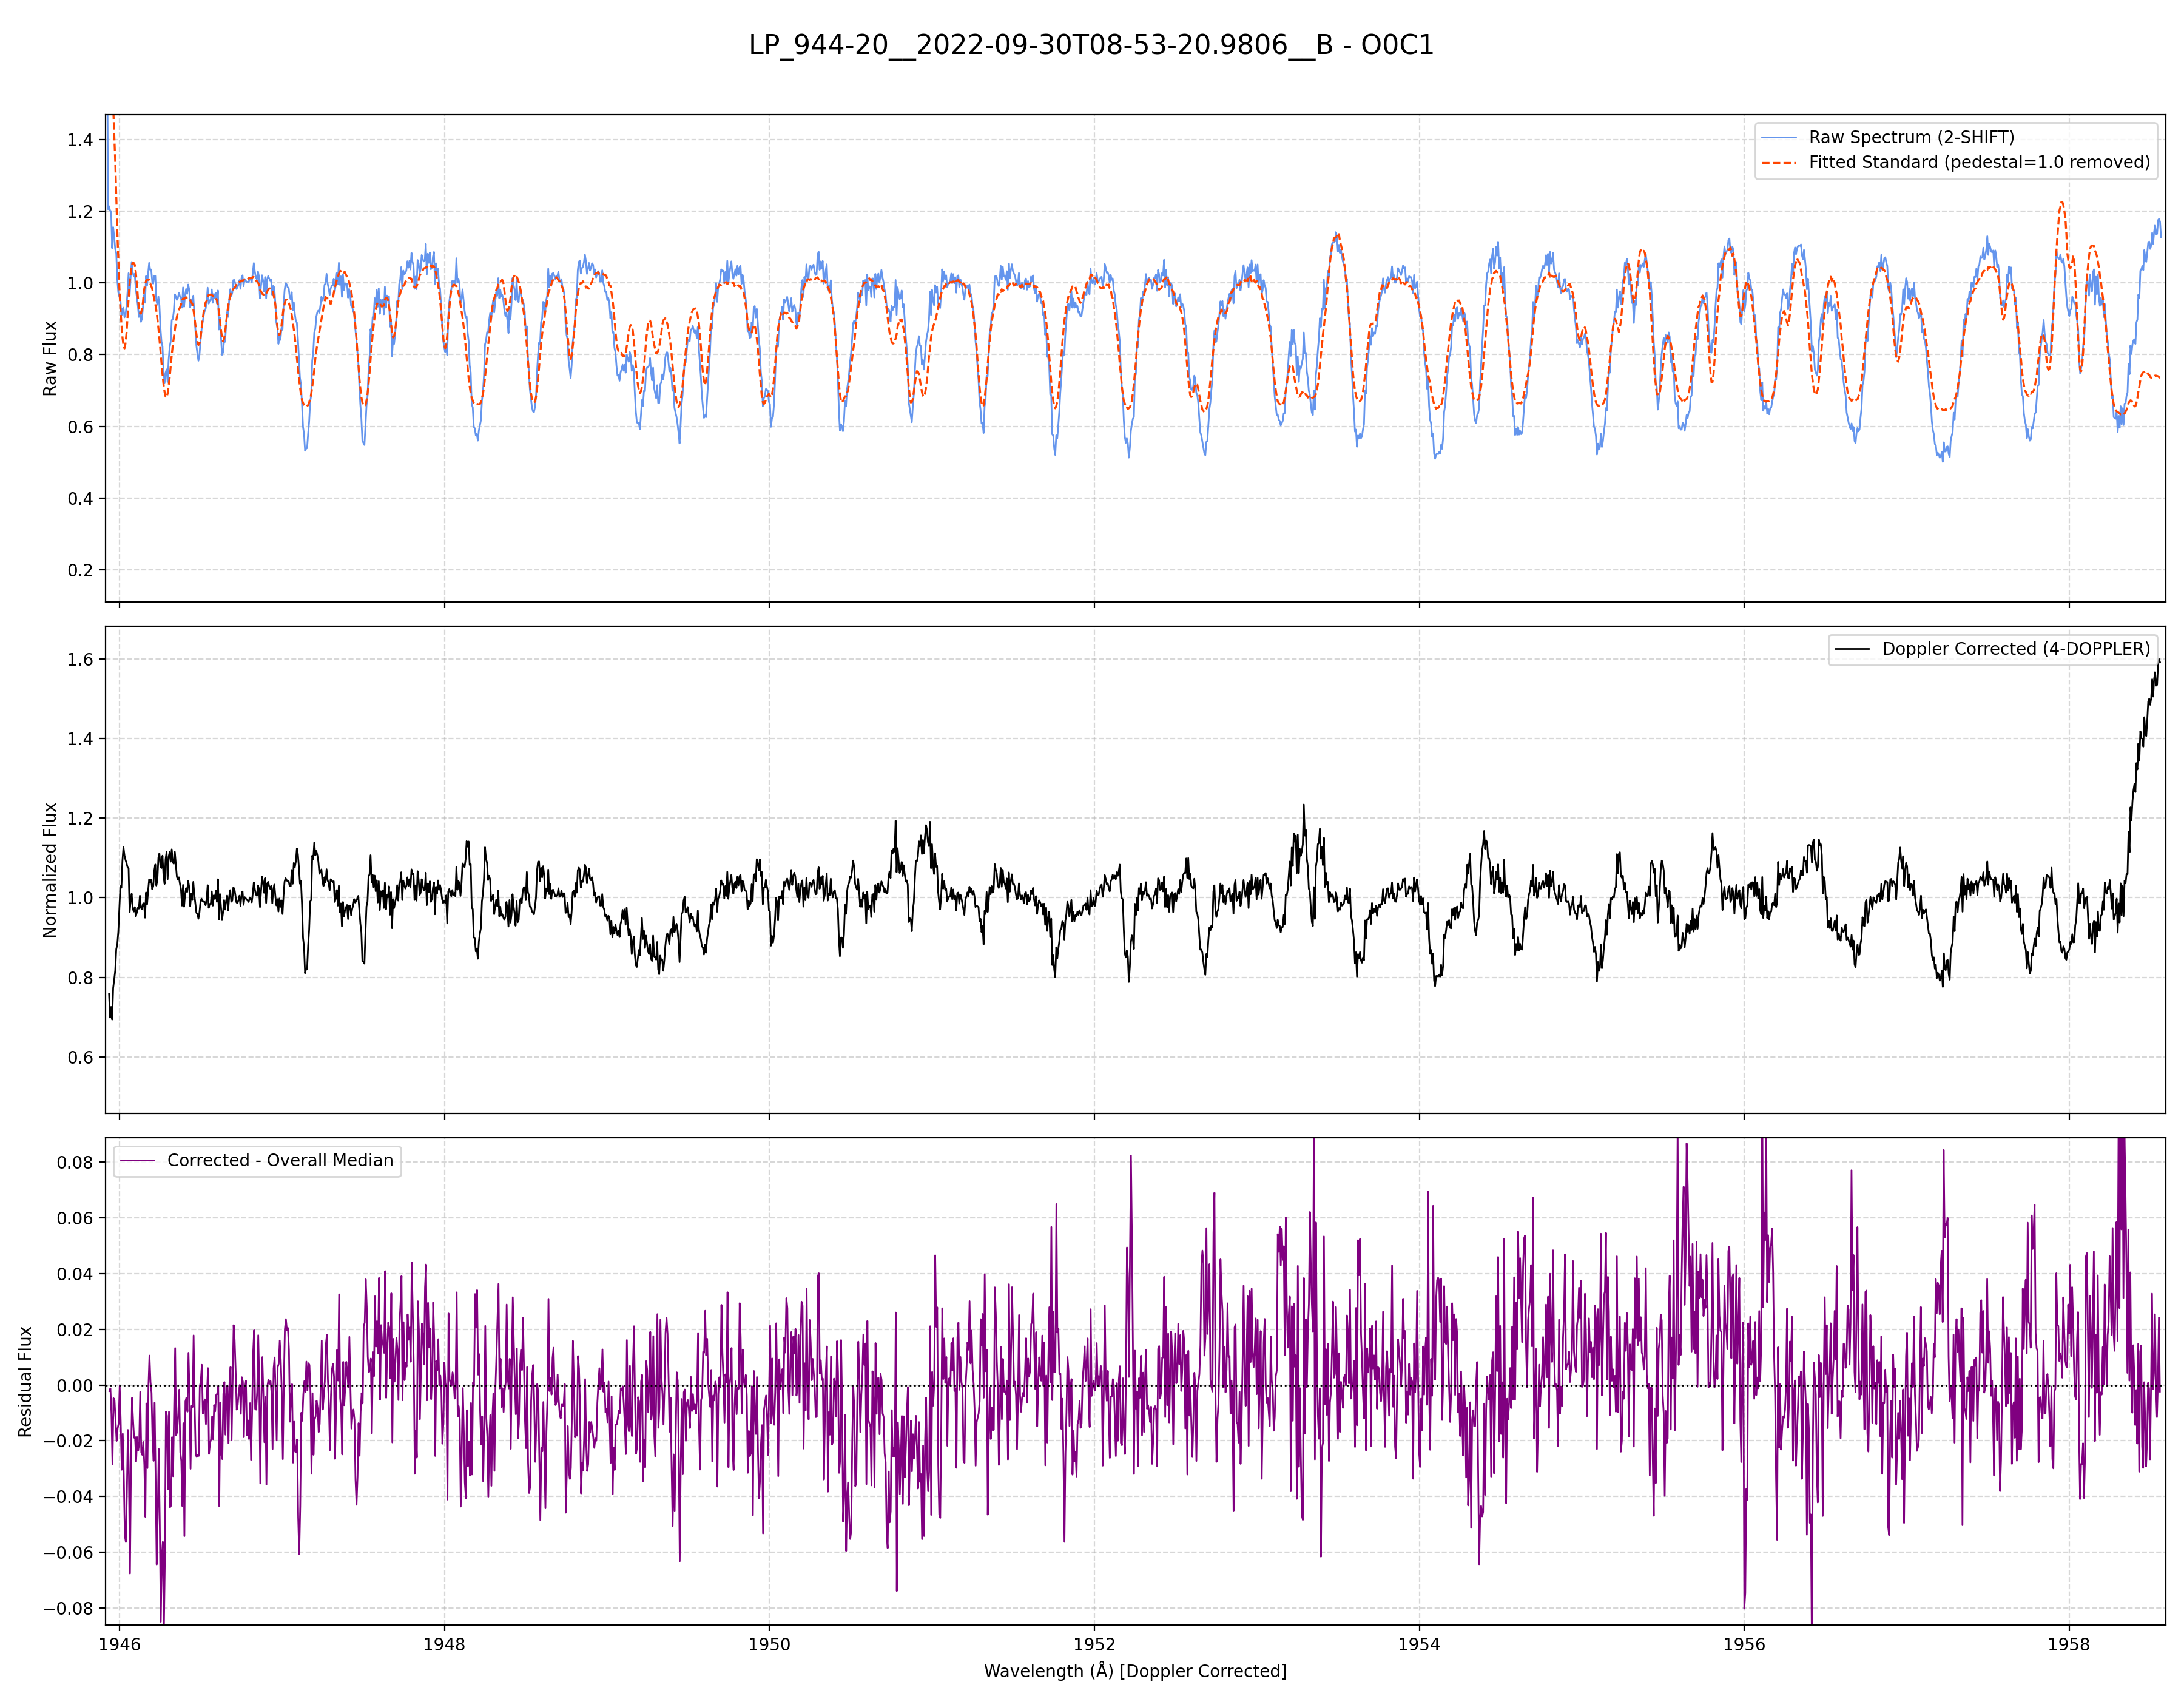 LP_944-20__2022-09-30T08-53-20.9806__B - O0C1
Raw Flux
1.4
1.2
1.0
0.8
0.6
0.4
0.2
Raw Spectrum (2-SHIFT)
Fitted Standard (pedestal=1.0 removed)
Normalized Flux
1.6
1.4
1.2
1.0
0.8
0.6
Doppler Corrected (4-DOPPLER)
Residual Flux
0.08
0.06
0.04
0.02
0.00
−0.02
−0.04
−0.06
−0.08
Corrected - Overall Median
1946 1948 1950 1952 1954 1956 1958
Wavelength (Å) [Doppler Corrected]